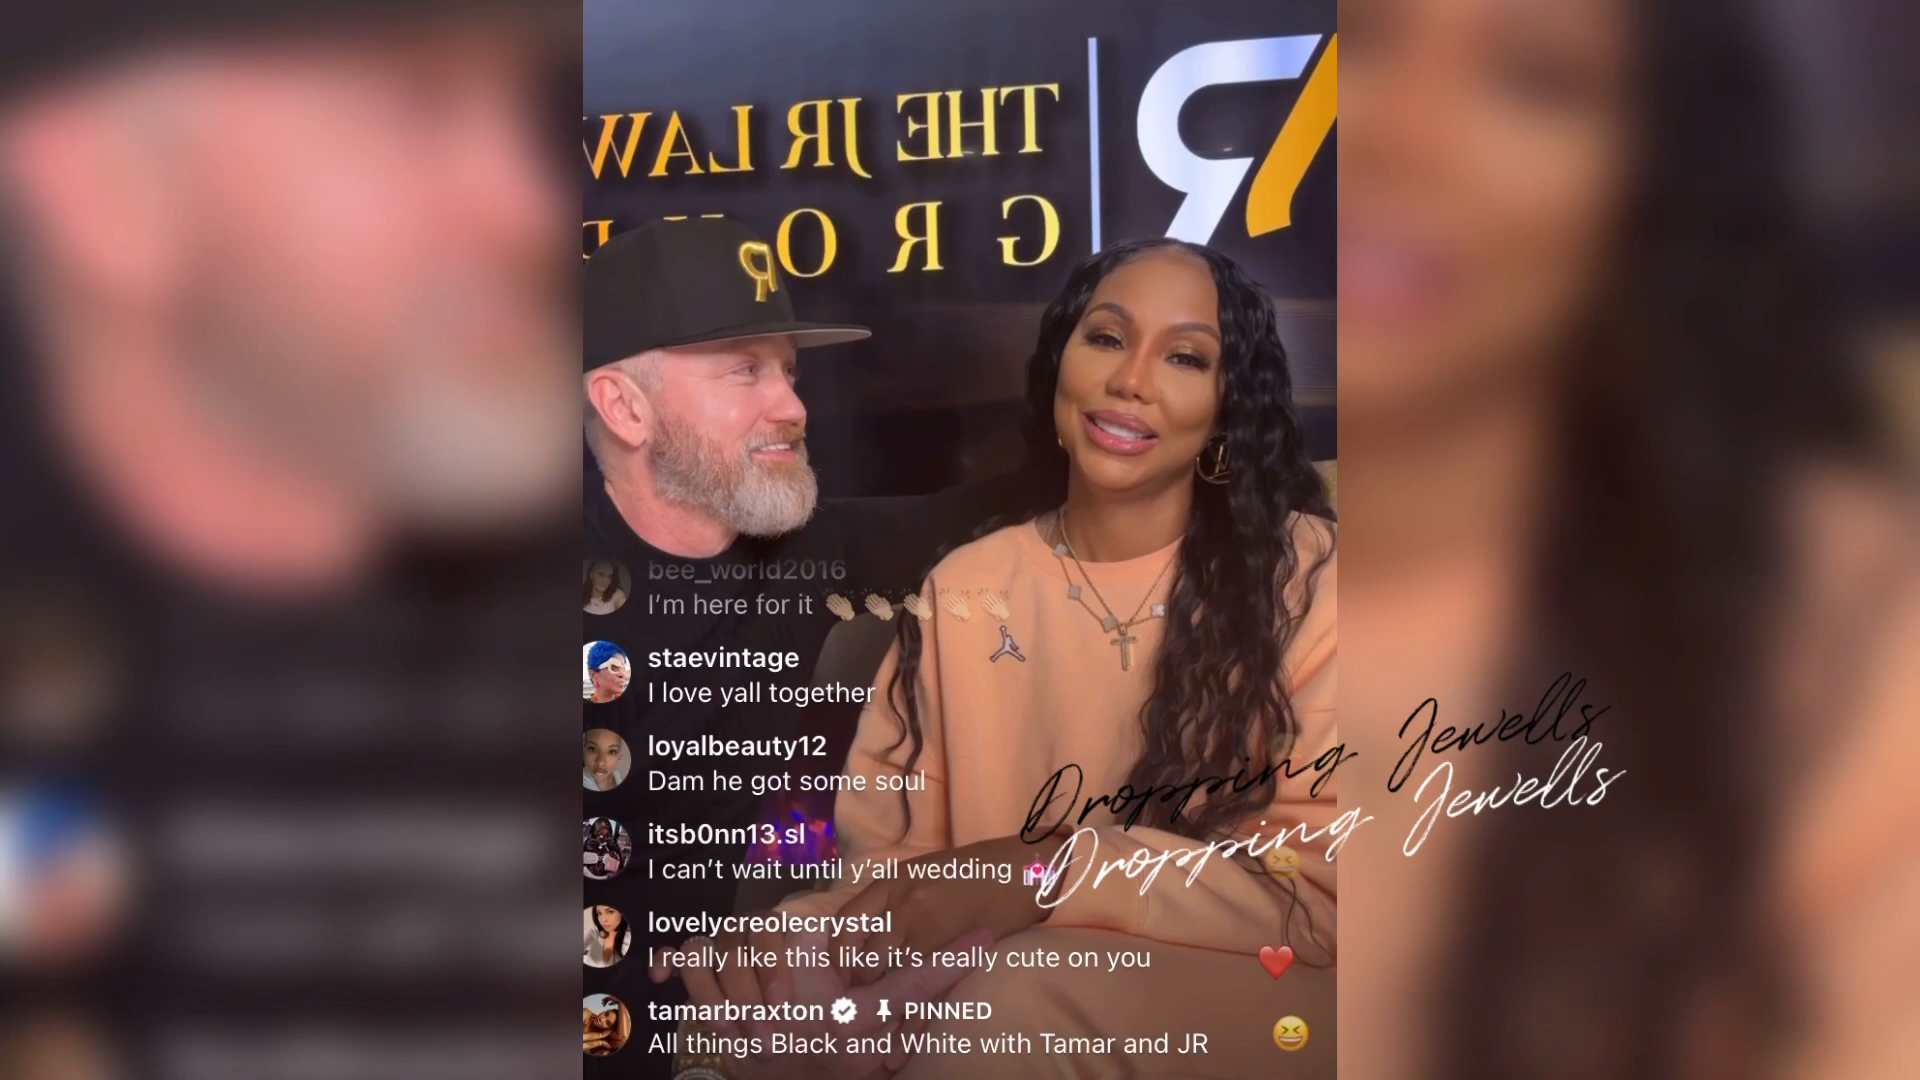 THE JR LAW
GRO
bee_world2016
I'm here for it 👏🏼👏🏼👏🏼👏🏼👏🏼
staevintage
I love yall together
loyalbeauty12
Dam he got some soul
itsb0nn13.sl
I can't wait until y'all wedding 💒
Dropping Jewells
Dropping Jewells
lovelycreolecrystal
I really like this like it's really cute on you
tamarbraxton PINNED
All things Black and White with Tamar and JR